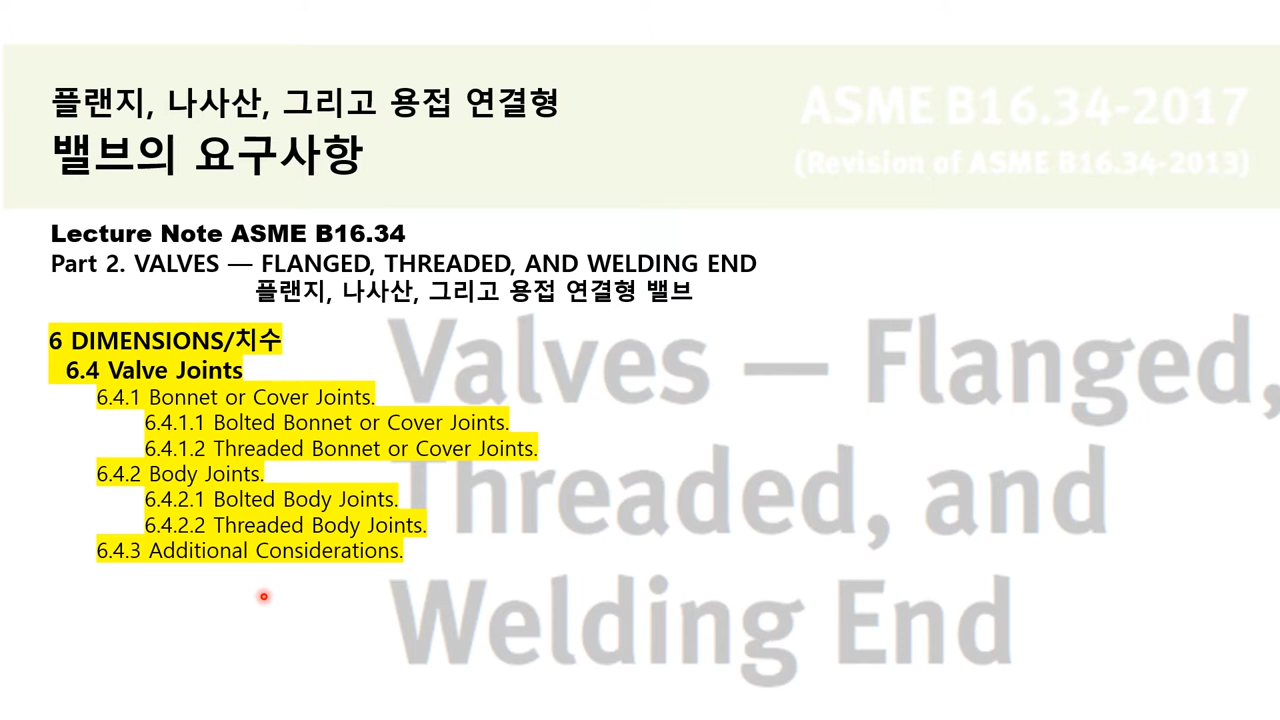 플랜지, 나사산, 그리고 용접 연결형
밸브의 요구사항
ASME B16.34-2017
(Revision of ASME B16.34-2013)
Lecture Note ASME B16.34
Part 2. VALVES — FLANGED, THREADED, AND WELDING END
플랜지, 나사산, 그리고 용접 연결형 밸브
6 DIMENSIONS/치수
6.4 Valve Joints
6.4.1 Bonnet or Cover Joints.
6.4.1.1 Bolted Bonnet or Cover Joints.
6.4.1.2 Threaded Bonnet or Cover Joints.
6.4.2 Body Joints.
6.4.2.1 Bolted Body Joints.
6.4.2.2 Threaded Body Joints.
6.4.3 Additional Considerations.
Valves — Flanged,
Threaded, and
Welding End